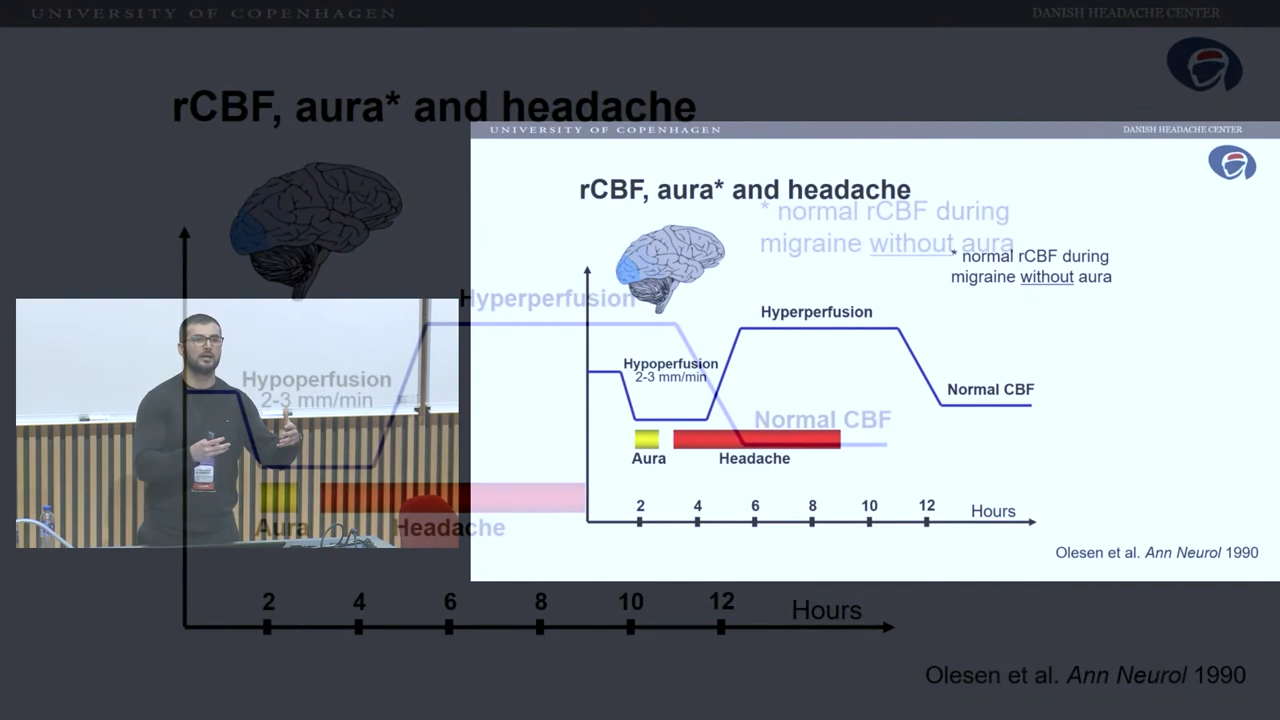 UNIVERSITY OF COPENHAGEN
DANISH HEADACHE CENTER
rCBF, aura* and headache
* normal rCBF during
migraine without aura
Hyperperfusion
Hypoperfusion
2-3 mm/min
Normal CBF
Aura
Headache
2 4 6 8 10 12 Hours
Olesen et al. Ann Neurol 1990
UNIVERSITY OF COPENHAGEN
DANISH HEADACHE CENTER
rCBF, aura* and headache
* normal rCBF during
migraine without aura
Hyperperfusion
Hypoperfusion
2-3 mm/min
Normal CBF
Aura
Headache
2 4 6 8 10 12 Hours
Olesen et al. Ann Neurol 1990